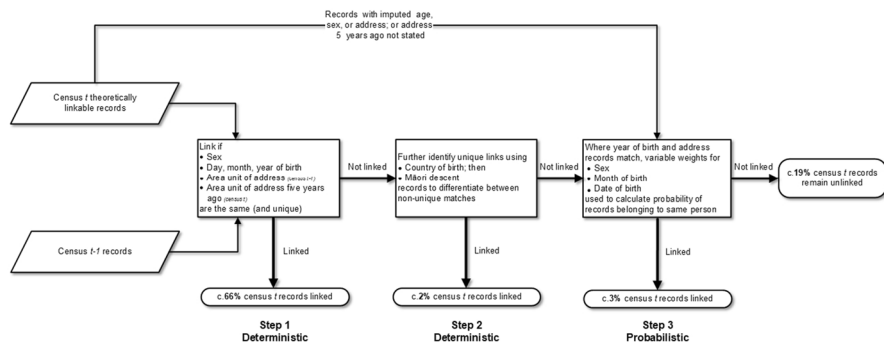 Records with imputed age,
sex, or address; or address
5 years ago not stated
Census t theoretically
linkable records
Link if
• Sex
• Day, month, year of birth
• Area unit of address (census t−1)
• Area unit of address five years
ago (census t)
are the same (and unique)
Not linked
Further identify unique links using
• Country of birth; then
• Māori descent
records to differentiate between
non-unique matches
Not linked
Where year of birth and address
records match, variable weights for
• Sex
• Month of birth
• Date of birth
used to calculate probability of
records belonging to same person
Not linked
c.19% census t records
remain unlinked
Census t-1 records
Linked
Linked
Linked
c.66% census t records linked
c.2% census t records linked
c.3% census t records linked
Step 1
Deterministic
Step 2
Deterministic
Step 3
Probabilistic